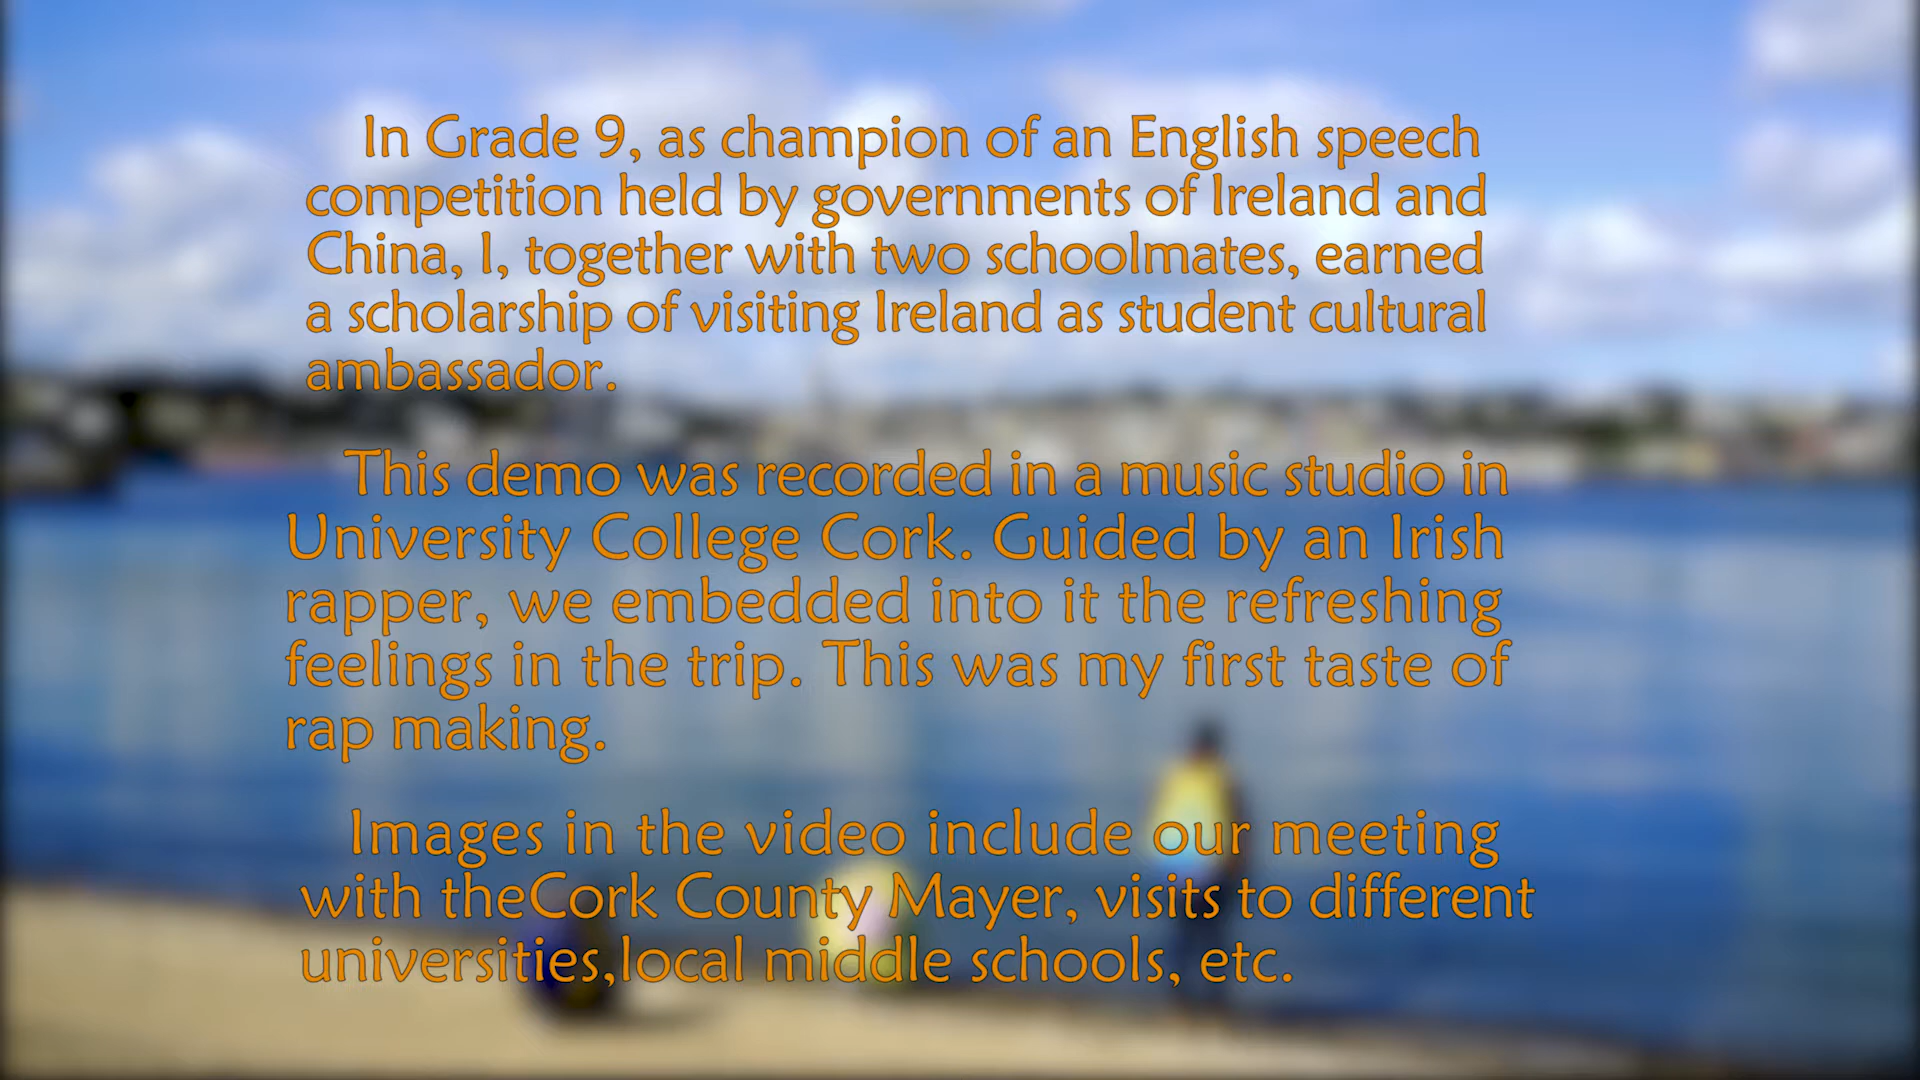 In Grade 9, as champion of an English speech
competition held by governments of Ireland and
China, I, together with two schoolmates, earned
a scholarship of visiting Ireland as student cultural
ambassador.
This demo was recorded in a music studio in
University College Cork. Guided by an Irish
rapper, we embedded into it the refreshing
feelings in the trip. This was my first taste of
rap making.
Images in the video include our meeting
with theCork County Mayer, visits to different
universities,local middle schools, etc.